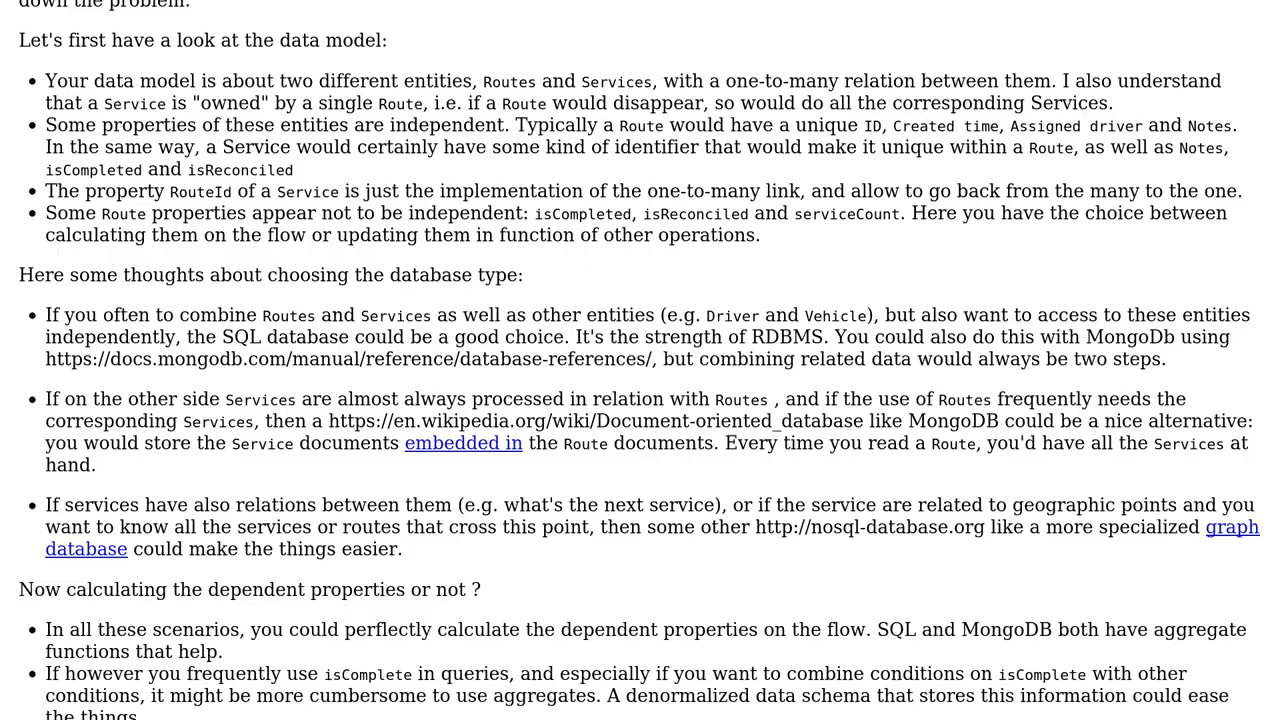 down the problem.
Let's first have a look at the data model:
• Your data model is about two different entities, Routes and Services, with a one-to-many relation between them. I also understand
that a Service is "owned" by a single Route, i.e. if a Route would disappear, so would do all the corresponding Services.
• Some properties of these entities are independent. Typically a Route would have a unique ID, Created time, Assigned driver and Notes.
In the same way, a Service would certainly have some kind of identifier that would make it unique within a Route, as well as Notes,
isCompleted and isReconciled
• The property RouteId of a Service is just the implementation of the one-to-many link, and allow to go back from the many to the one.
• Some Route properties appear not to be independent: isCompleted, isReconciled and serviceCount. Here you have the choice between
calculating them on the flow or updating them in function of other operations.
Here some thoughts about choosing the database type:
• If you often to combine Routes and Services as well as other entities (e.g. Driver and Vehicle), but also want to access to these entities
independently, the SQL database could be a good choice. It's the strength of RDBMS. You could also do this with MongoDb using
https://docs.mongodb.com/manual/reference/database-references/, but combining related data would always be two steps.
• If on the other side Services are almost always processed in relation with Routes , and if the use of Routes frequently needs the
corresponding Services, then a https://en.wikipedia.org/wiki/Document-oriented_database like MongoDB could be a nice alternative:
you would store the Service documents embedded in the Route documents. Every time you read a Route, you'd have all the Services at
hand.
• If services have also relations between them (e.g. what's the next service), or if the service are related to geographic points and you
want to know all the services or routes that cross this point, then some other http://nosql-database.org like a more specialized graph
database could make the things easier.
Now calculating the dependent properties or not ?
• In all these scenarios, you could perflectly calculate the dependent properties on the flow. SQL and MongoDB both have aggregate
functions that help.
• If however you frequently use isComplete in queries, and especially if you want to combine conditions on isComplete with other
conditions, it might be more cumbersome to use aggregates. A denormalized data schema that stores this information could ease
the things.